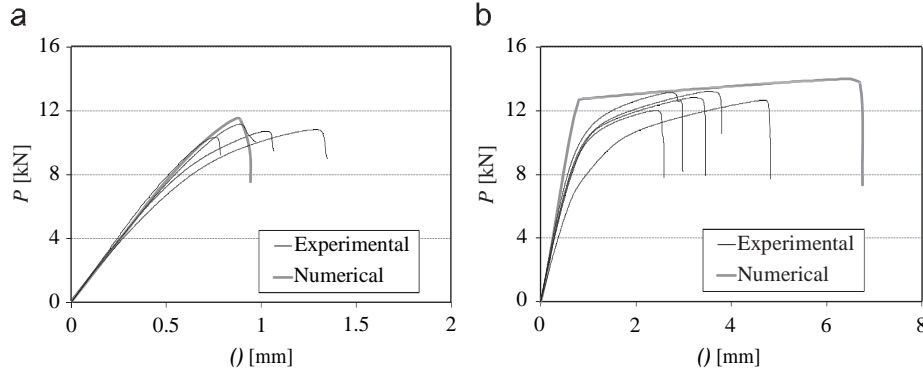 a
16
12
8
4
0
P [kN]
0
0.5
1
1.5
2
() [mm]
Experimental
Numerical
b
16
12
8
4
0
P [kN]
0
2
4
6
8
() [mm]
Experimental
Numerical